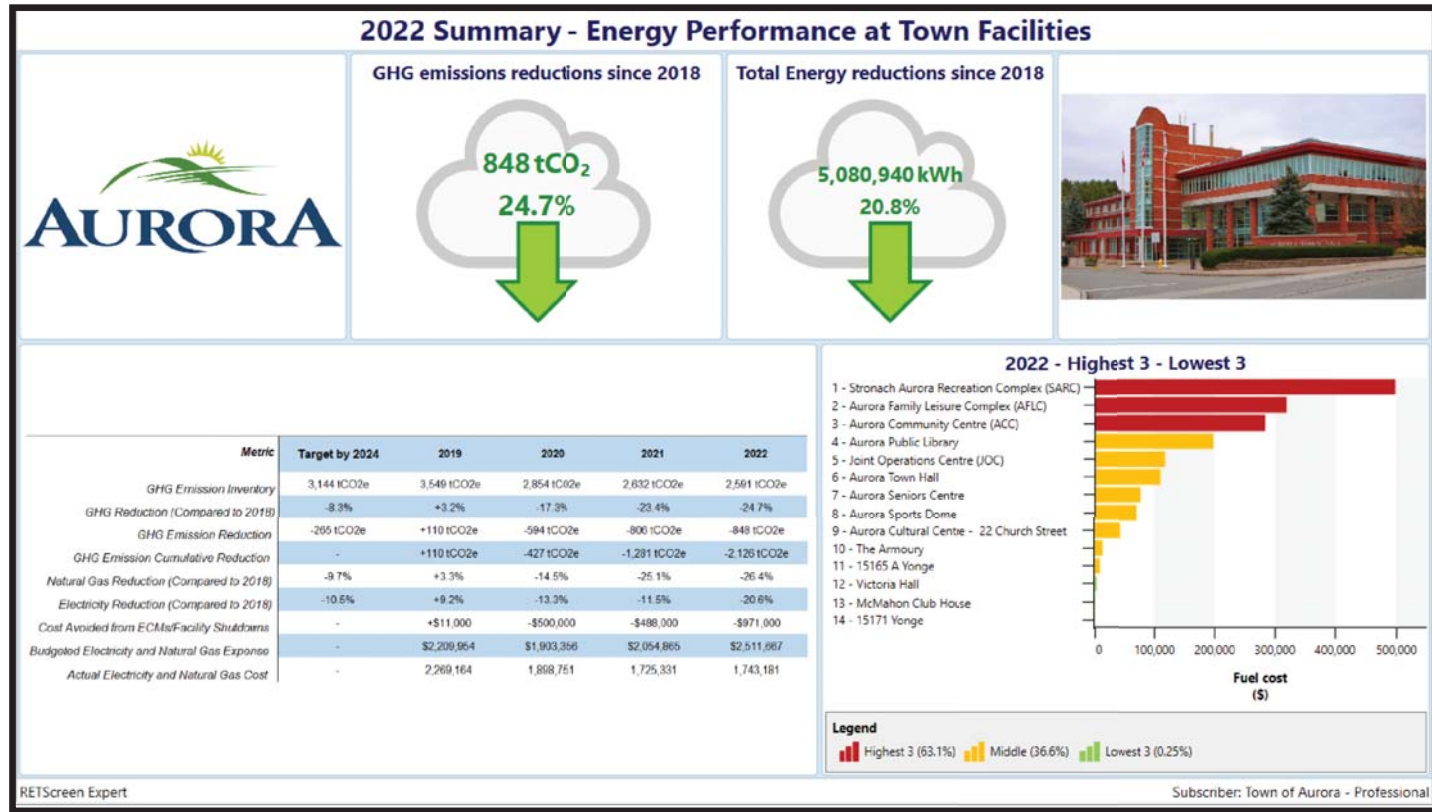 2022 Summary - Energy Performance at Town Facilities
AURORA
GHG emissions reductions since 2018
848 tCO₂
24.7%
Total Energy reductions since 2018
5,080,940 kWh
20.8%
Metric Target by 2024 2019 2020 2021 2022
GHG Emission Inventory 3,144 tCO2e 3,549 tCO2e 2,854 tCO2e 2,632 tCO2e 2,591 tCO2e
GHG Reduction (Compared to 2018) -8.3% +3.2% -17.3% -23.4% -24.7%
GHG Emission Reduction -265 tCO2e +110 tCO2e -594 tCO2e -806 tCO2e -848 tCO2e
GHG Emission Cumulative Reduction - +110 tCO2e -427 tCO2e -1,281 tCO2e -2,126 tCO2e
Natural Gas Reduction (Compared to 2018) -9.7% +3.3% -14.5% -25.1% -26.4%
Electricity Reduction (Compared to 2018) -10.5% +9.2% -13.3% -11.5% -20.6%
Cost Avoided from ECMs/Facility Shutdowns - +$11,000 -$500,000 -$488,000 -$971,000
Budgeted Electricity and Natural Gas Expense - $2,209,954 $1,903,356 $2,054,865 $2,511,667
Actual Electricity and Natural Gas Cost - 2,269,164 1,898,751 1,725,331 1,743,181
2022 - Highest 3 - Lowest 3
1 - Stronach Aurora Recreation Complex (SARC)
2 - Aurora Family Leisure Complex (AFLC)
3 - Aurora Community Centre (ACC)
4 - Aurora Public Library
5 - Joint Operations Centre (JOC)
6 - Aurora Town Hall
7 - Aurora Seniors Centre
8 - Aurora Sports Dome
9 - Aurora Cultural Centre - 22 Church Street
10 - The Armoury
11 - 15165 A Yonge
12 - Victoria Hall
13 - McMahon Club House
14 - 15171 Yonge
0 100,000 200,000 300,000 400,000 500,000
Fuel cost
($)
Legend
Highest 3 (63.1%) Middle (36.6%) Lowest 3 (0.25%)
RETScreen Expert
Subscriber: Town of Aurora - Professional